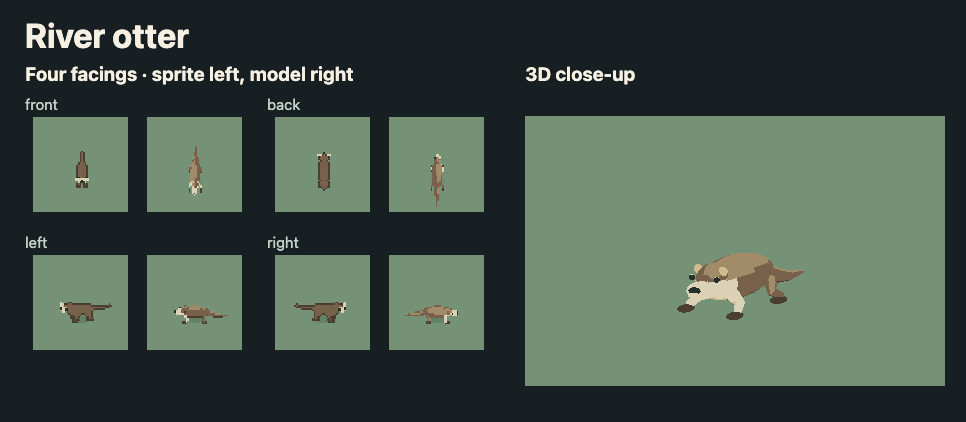 River otter
Four facings · sprite left, model right
3D close-up
front
back
left
right